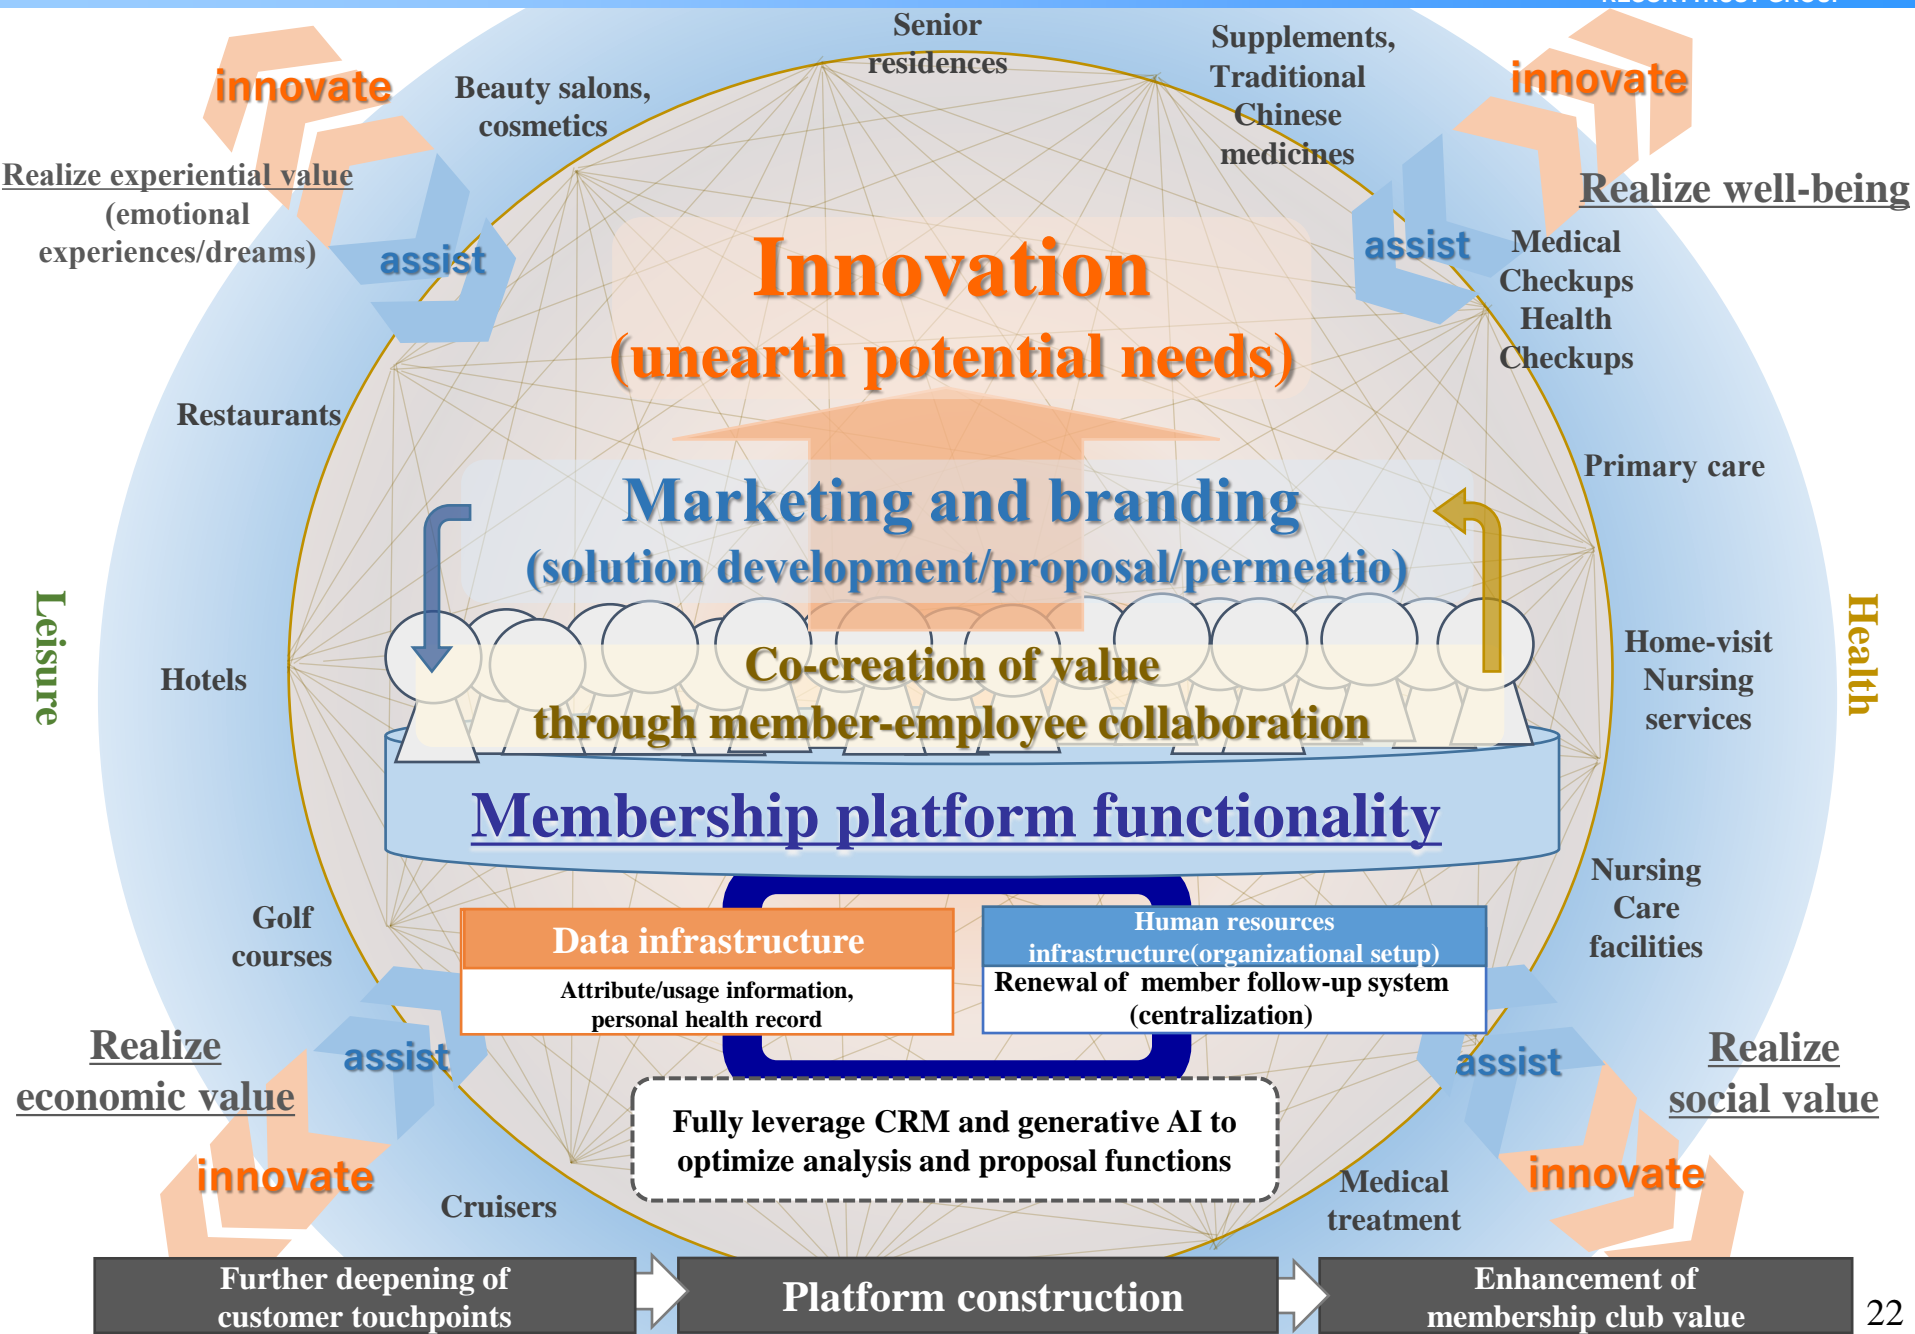 RESORTTRUST GROUP
Senior
residences
Supplements,
Traditional
Chinese
medicines
innovate
Beauty salons,
cosmetics
innovate
Realize experiential value
(emotional
experiences/dreams)
assist
Realize well-being
assist
Medical
Checkups
Health
Checkups
Innovation
(unearth potential needs)
Restaurants
Primary care
Marketing and branding
(solution development/proposal/permeatio)
Leisure
Health
Hotels
Home-visit
Nursing
services
Co-creation of value
through member-employee collaboration
Membership platform functionality
Golf
courses
Nursing
Care
facilities
Data infrastructure
Attribute/usage information,
personal health record
Human resources
infrastructure(organizational setup)
Renewal of member follow-up system
(centralization)
Realize
economic value
assist
assist
Realize
social value
Fully leverage CRM and generative AI to
optimize analysis and proposal functions
innovate
innovate
Cruisers
Medical
treatment
Further deepening of
customer touchpoints
Platform construction
Enhancement of
membership club value
22